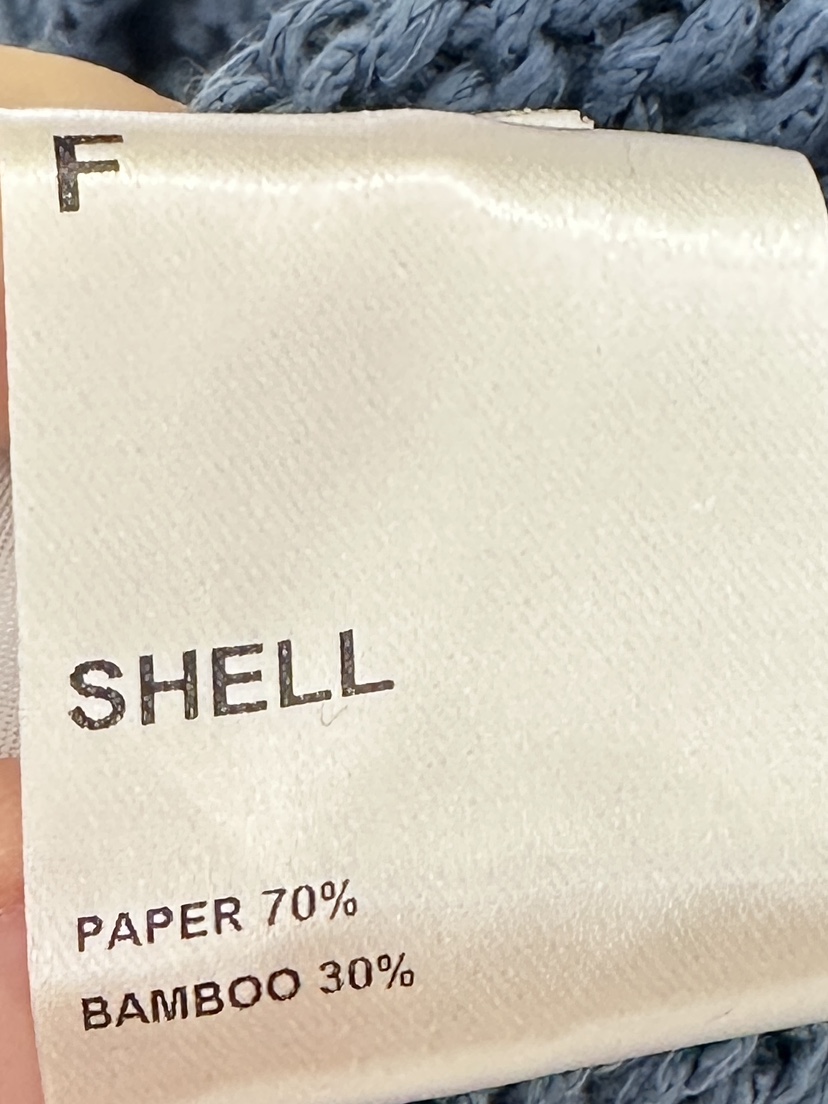 F
SHELL
PAPER 70%
BAMBOO 30%